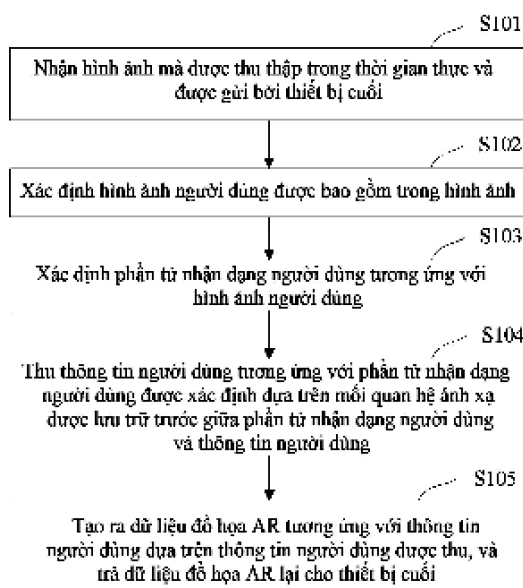 S101
Nhận hình ảnh mà được thu thập trong thời gian thực và
được gửi bởi thiết bị cuối
S102
Xác định hình ảnh người dùng được bao gồm trong hình ảnh
S103
Xác định phần tử nhận dạng người dùng tương ứng với
hình ảnh người dùng
S104
Thu thông tin người dùng tương ứng với phần tử nhận dạng
người dùng được xác định dựa trên mối quan hệ ánh xạ
được lưu trữ trước giữa phần tử nhận dạng người dùng
và thông tin người dùng
S105
Tạo ra dữ liệu đồ họa AR tương ứng với thông tin
người dùng dựa trên thông tin người dùng được thu, và
trả dữ liệu đồ họa AR lại cho thiết bị cuối